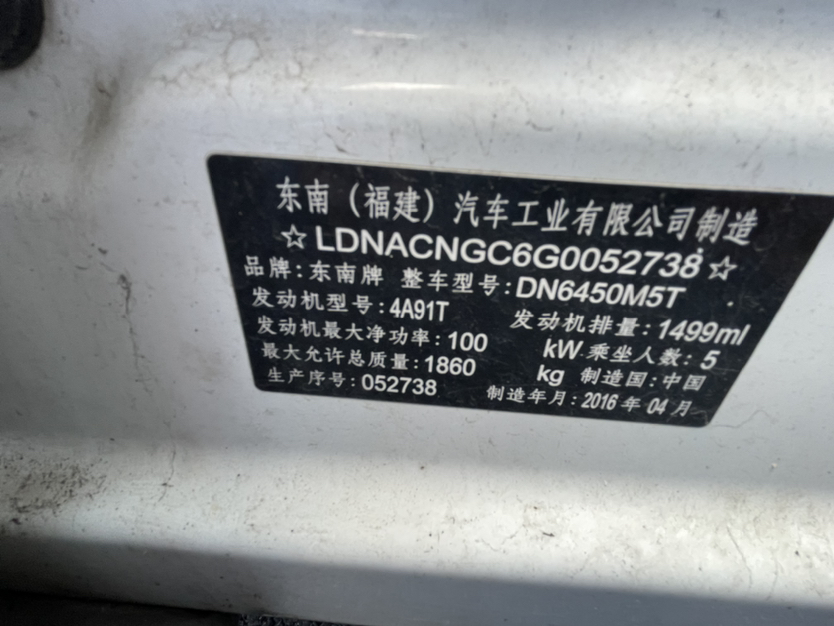 东南（福建）汽车工业有限公司制造
☆LDNACNGC6G0052738☆
品牌:东南牌 整车型号:DN6450M5T
发动机型号:4A91T 发动机排量:1499ml
发动机最大净功率:100 kW 乘坐人数:5
最大允许总质量:1860 kg 制造国:中国
生产序号:052738 制造年月:2016年04月